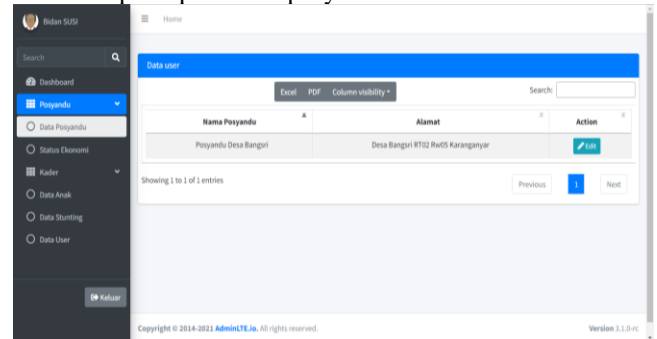 Bidan SUSI
Home
Search
Dashboard
Posyandu
Data Posyandu
Status Ekonomi
Kader
Data Anak
Data Stunting
Data User
Keluar
Data user
Excel PDF Column visibility
Search:
Nama Posyandu Alamat Action
Posyandu Desa Bangsri Desa Bangsri RT02 Rw05 Karanganyar Edit
Showing 1 to 1 of 1 entries
Previous 1 Next
Copyright © 2014-2021 AdminLTE.io. All rights reserved.
Version 3.1.0-rc